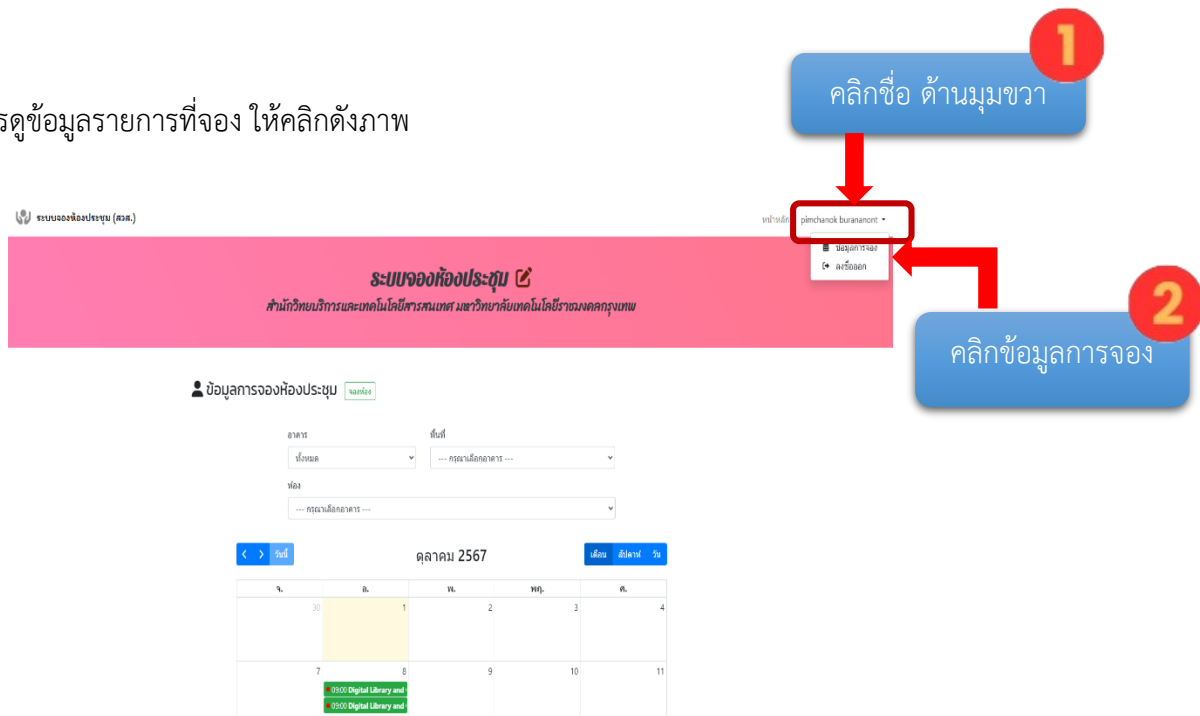 1
คลิกชื่อ ด้านมุมขวา
รดูข้อมูลรายการที่จอง ให้คลิกดังภาพ
ระบบจองห้องประชุม (สวส.)
หน้าหลัก pimchanok burananont
ข้อมูลการจอง
ลงชื่อออก
ระบบจองห้องประชุม
สำนักวิทยบริการและเทคโนโลยีสารสนเทศ มหาวิทยาลัยเทคโนโลยีราชมงคลกรุงเทพ
2
คลิกข้อมูลการจอง
ข้อมูลการจองห้องประชุม จองห้อง
อาคาร พื้นที่
ทั้งหมด --- กรุณาเลือกอาคาร ---
ห้อง
--- กรุณาเลือกอาคาร ---
วันนี้ ตุลาคม 2567 เดือน สัปดาห์ วัน
จ. อ. พ. พฤ. ศ.
30 1 2 3 4
7 8 9 10 11
09:00 Digital Library and
09:00 Digital Library and